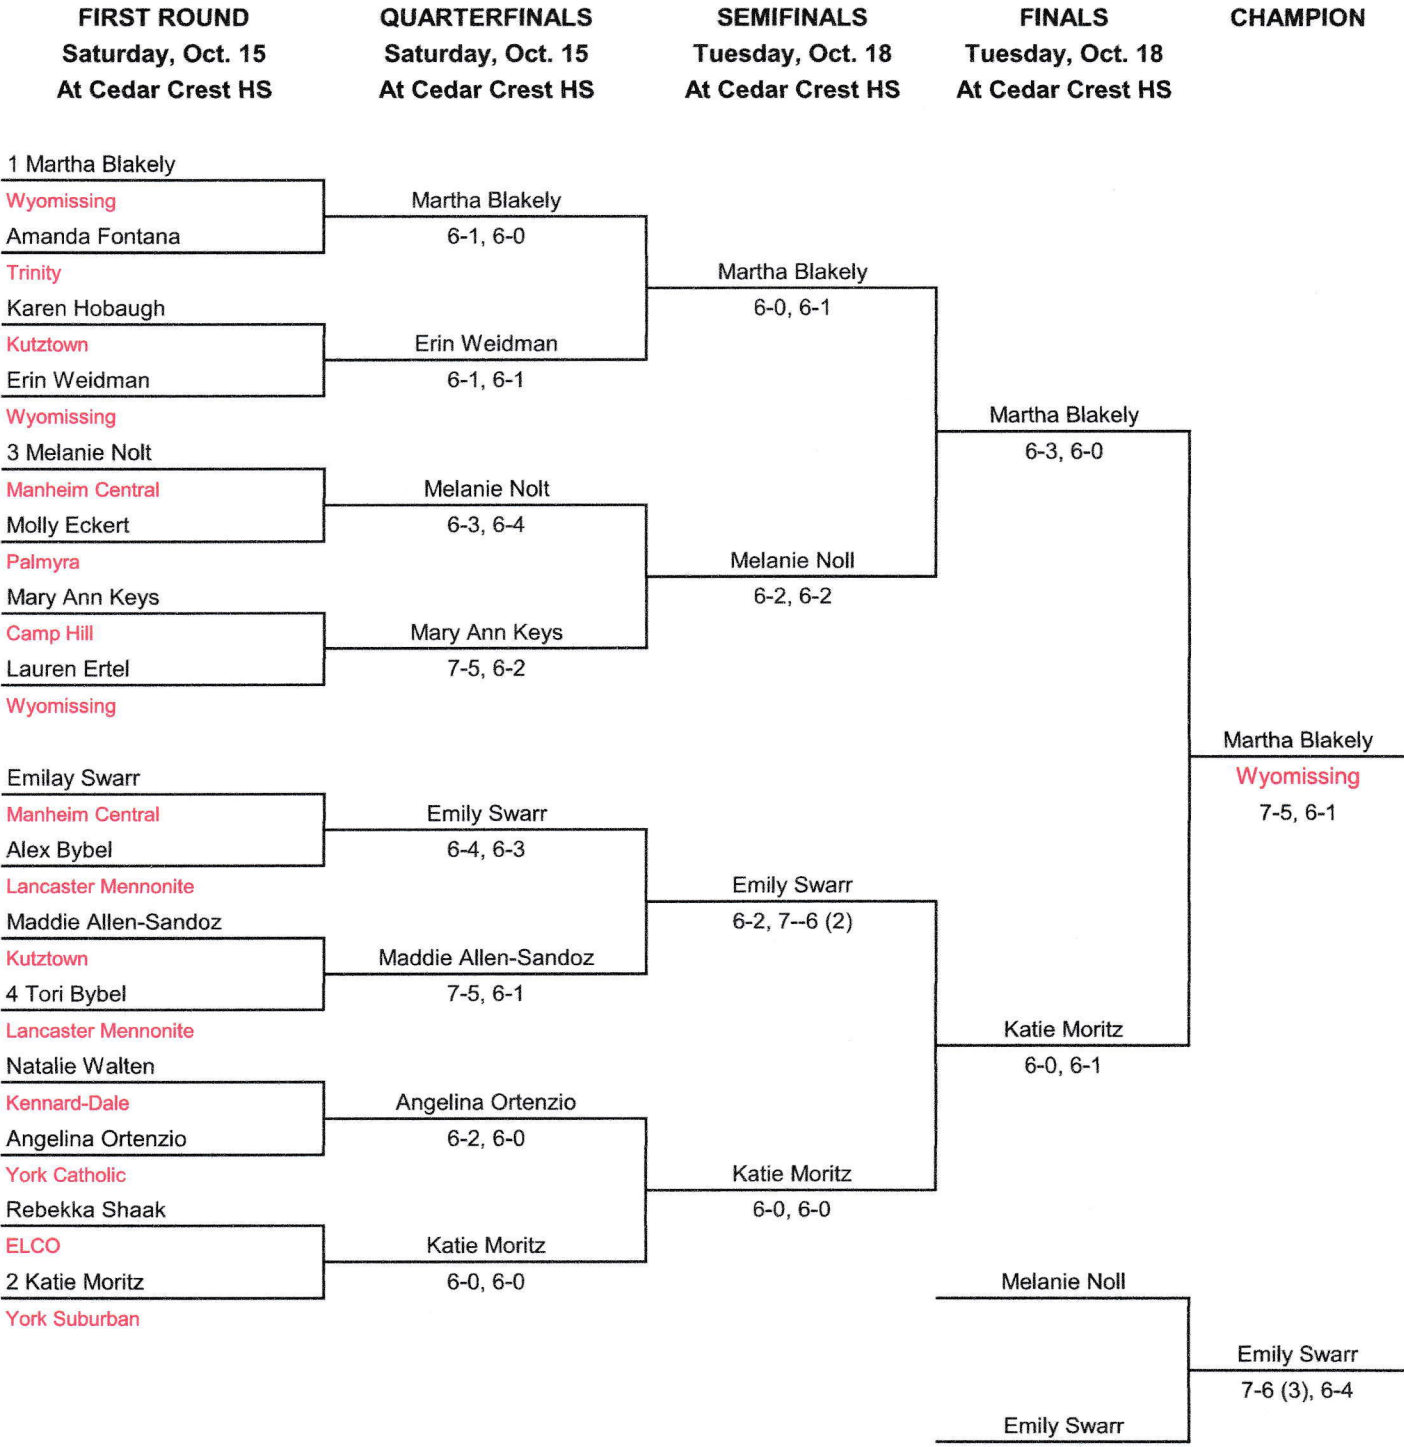 FIRST ROUND
Saturday, Oct. 15
At Cedar Crest HS
QUARTERFINALS
Saturday, Oct. 15
At Cedar Crest HS
SEMIFINALS
Tuesday, Oct. 18
At Cedar Crest HS
FINALS
Tuesday, Oct. 18
At Cedar Crest HS
CHAMPION
1 Martha Blakely
Wyomissing
Amanda Fontana
Trinity
Karen Hobaugh
Kutztown
Erin Weidman
Wyomissing
3 Melanie Nolt
Manheim Central
Molly Eckert
Palmyra
Mary Ann Keys
Camp Hill
Lauren Ertel
Wyomissing
Emilay Swarr
Manheim Central
Alex Bybel
Lancaster Mennonite
Maddie Allen-Sandoz
Kutztown
4 Tori Bybel
Lancaster Mennonite
Natalie Walten
Kennard-Dale
Angelina Ortenzio
York Catholic
Rebekka Shaak
ELCO
2 Katie Moritz
York Suburban
Martha Blakely
6-1, 6-0
Erin Weidman
6-1, 6-1
Melanie Nolt
6-3, 6-4
Mary Ann Keys
7-5, 6-2
Emily Swarr
6-4, 6-3
Maddie Allen-Sandoz
7-5, 6-1
Angelina Ortenzio
6-2, 6-0
Katie Moritz
6-0, 6-0
Martha Blakely
6-0, 6-1
Melanie Noll
6-2, 6-2
Emily Swarr
6-2, 7--6 (2)
Katie Moritz
6-0, 6-0
Martha Blakely
6-3, 6-0
Katie Moritz
6-0, 6-1
Melanie Noll
Emily Swarr
Martha Blakely
Wyomissing
7-5, 6-1
Emily Swarr
7-6 (3), 6-4